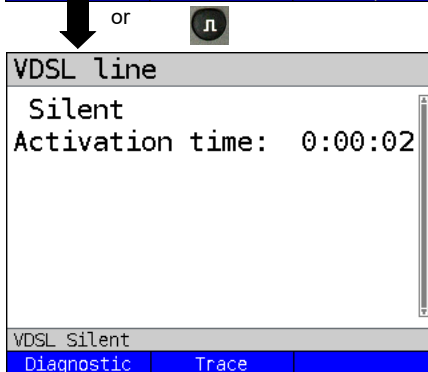 or
VDSL line
Silent
Activation time: 0:00:02
VDSL Silent
Diagnostic Trace